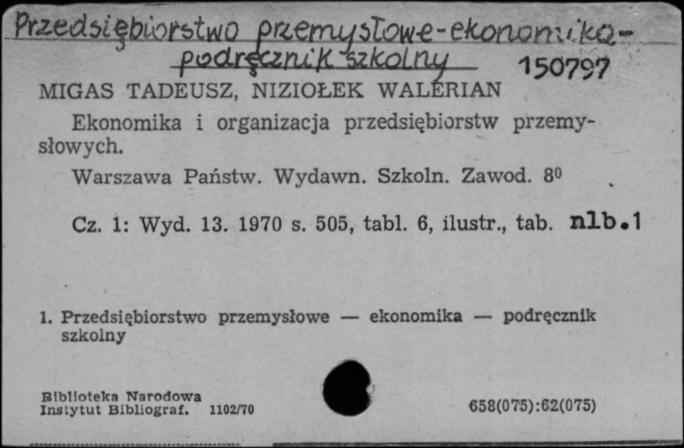 Przedsiębiorstwo przemysłowe-ekonomika-
podręcznik szkolny 150797
MIGAS TADEUSZ, NIZIOŁEK WALERIAN
Ekonomika i organizacja przedsiębiorstw przemy-
słowych.
Warszawa Państw. Wydawn. Szkoln. Zawod. 8⁰
Cz. 1: Wyd. 13. 1970 s. 505, tabl. 6, ilustr., tab. nlb.1
1. Przedsiębiorstwo przemysłowe — ekonomika — podręcznik
szkolny
Biblioteka Narodowa
Instytut Bibliograf. 1102/70 658(075):62(075)